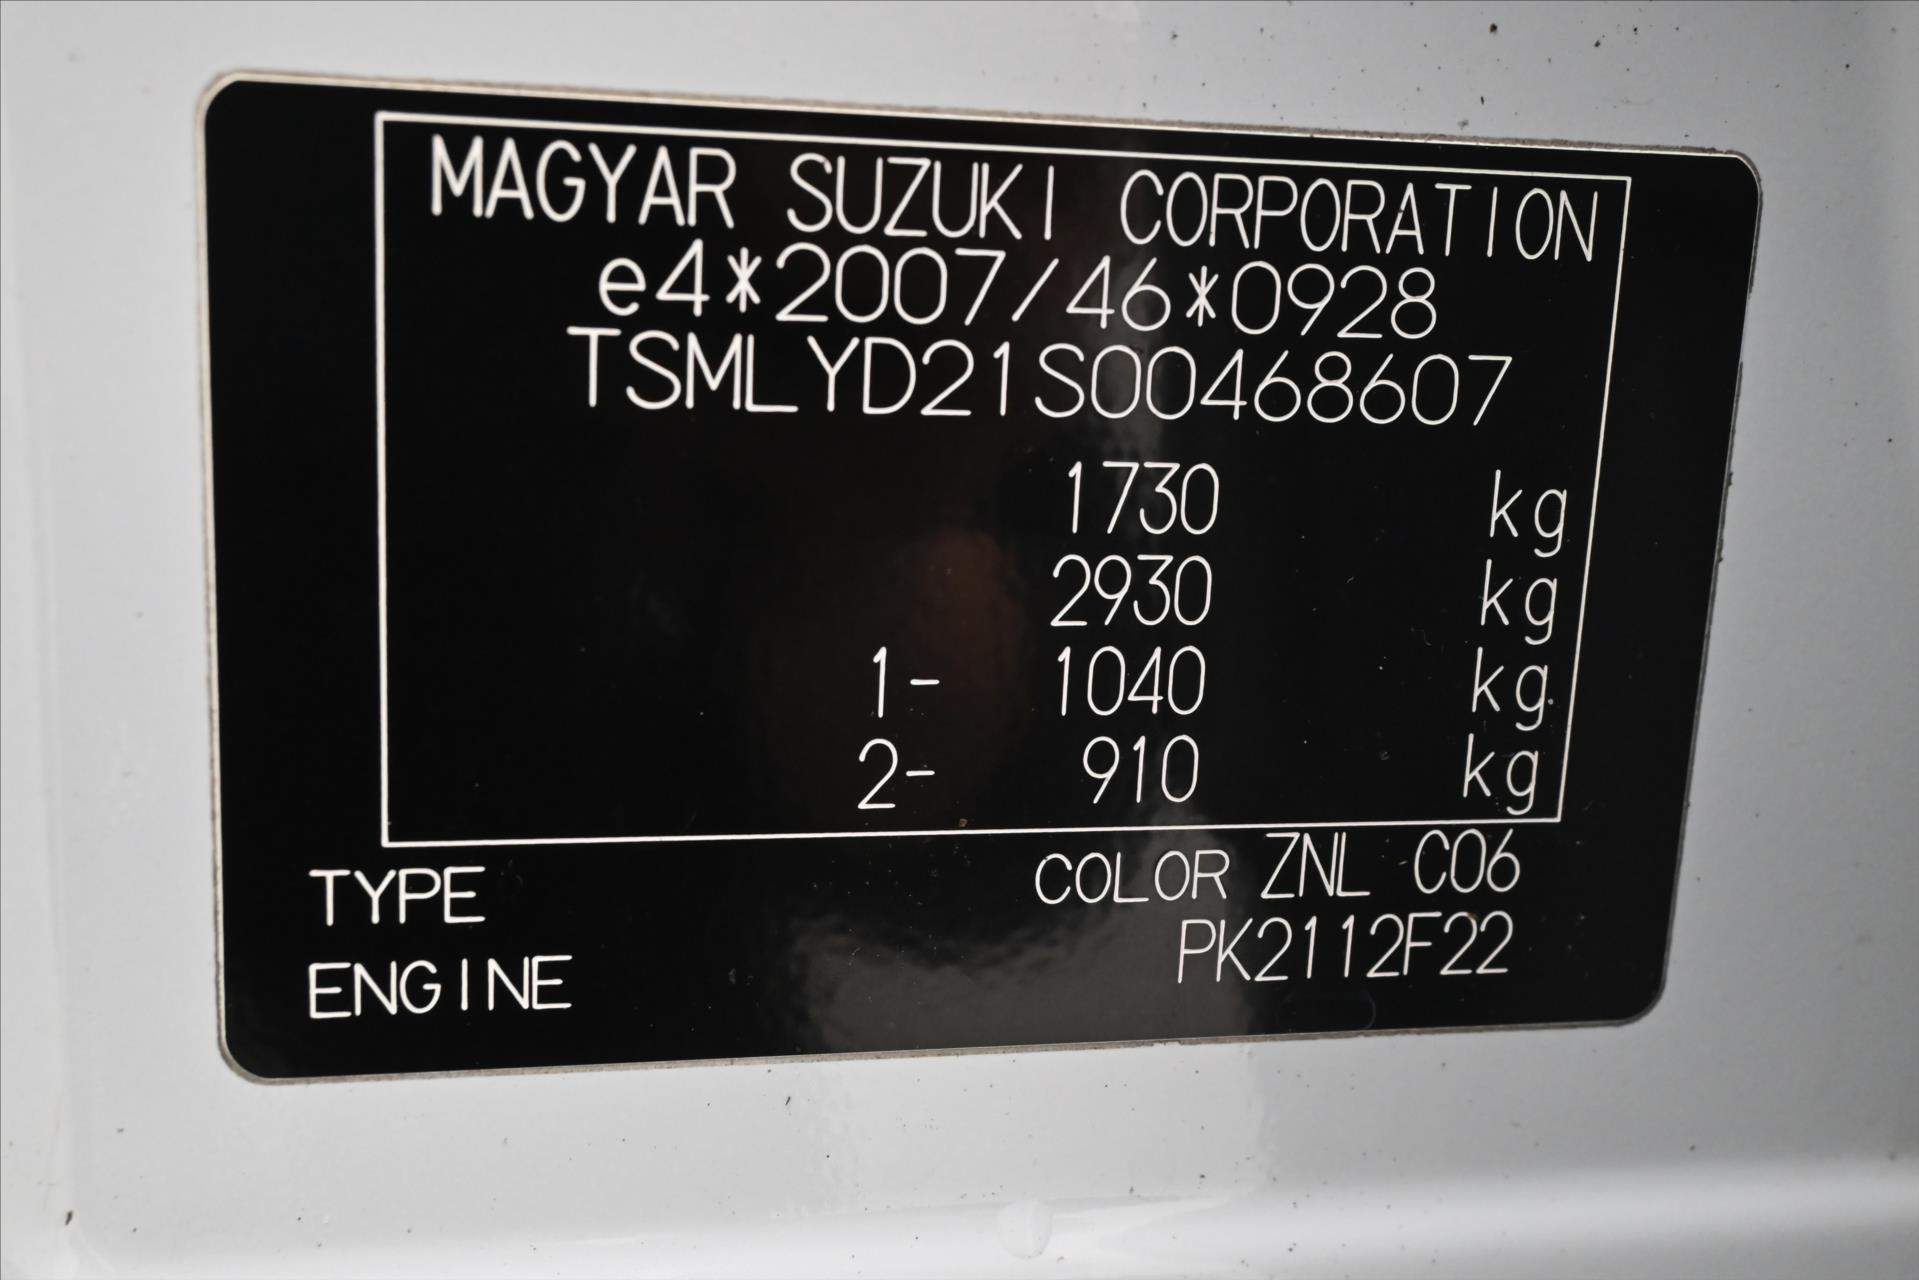 MAGYAR SUZUKI CORPORATION
e4*2007/46*0928
TSMLYD21S00468607
1730 kg
2930 kg
1- 1040 kg
2- 910 kg
TYPE COLOR ZNL C06
ENGINE PK2112F22